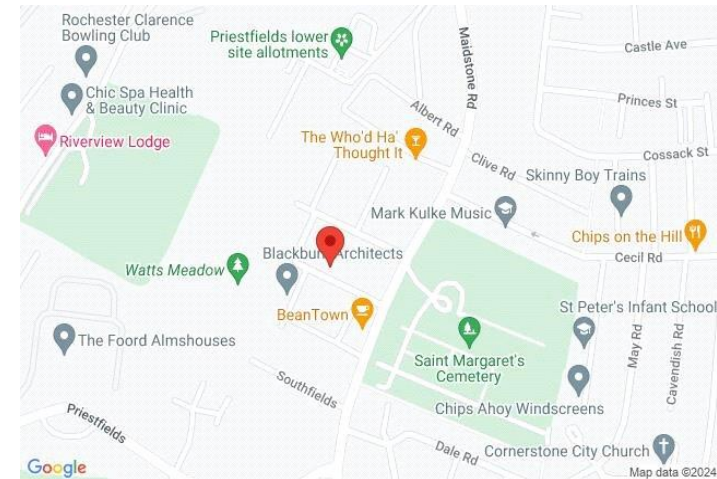 Rochester Clarence
Bowling Club
Priestfields lower
site allotments
Maidstone Rd
Castle Ave
Chic Spa Health
& Beauty Clinic
Albert Rd
Princes St
Riverview Lodge
The Who'd Ha'
Thought It
Clive Rd
Cossack St
Skinny Boy Trains
Mark Kulke Music
Chips on the Hill
Cecil Rd
Blackburn Architects
Watts Meadow
BeanTown
St Peter's Infant School
The Foord Almshouses
Saint Margaret's
Cemetery
May Rd
Cavendish Rd
Southfields
Chips Ahoy Windscreens
Priestfields
Dale Rd
Cornerstone City Church
Google
Map data ©2024